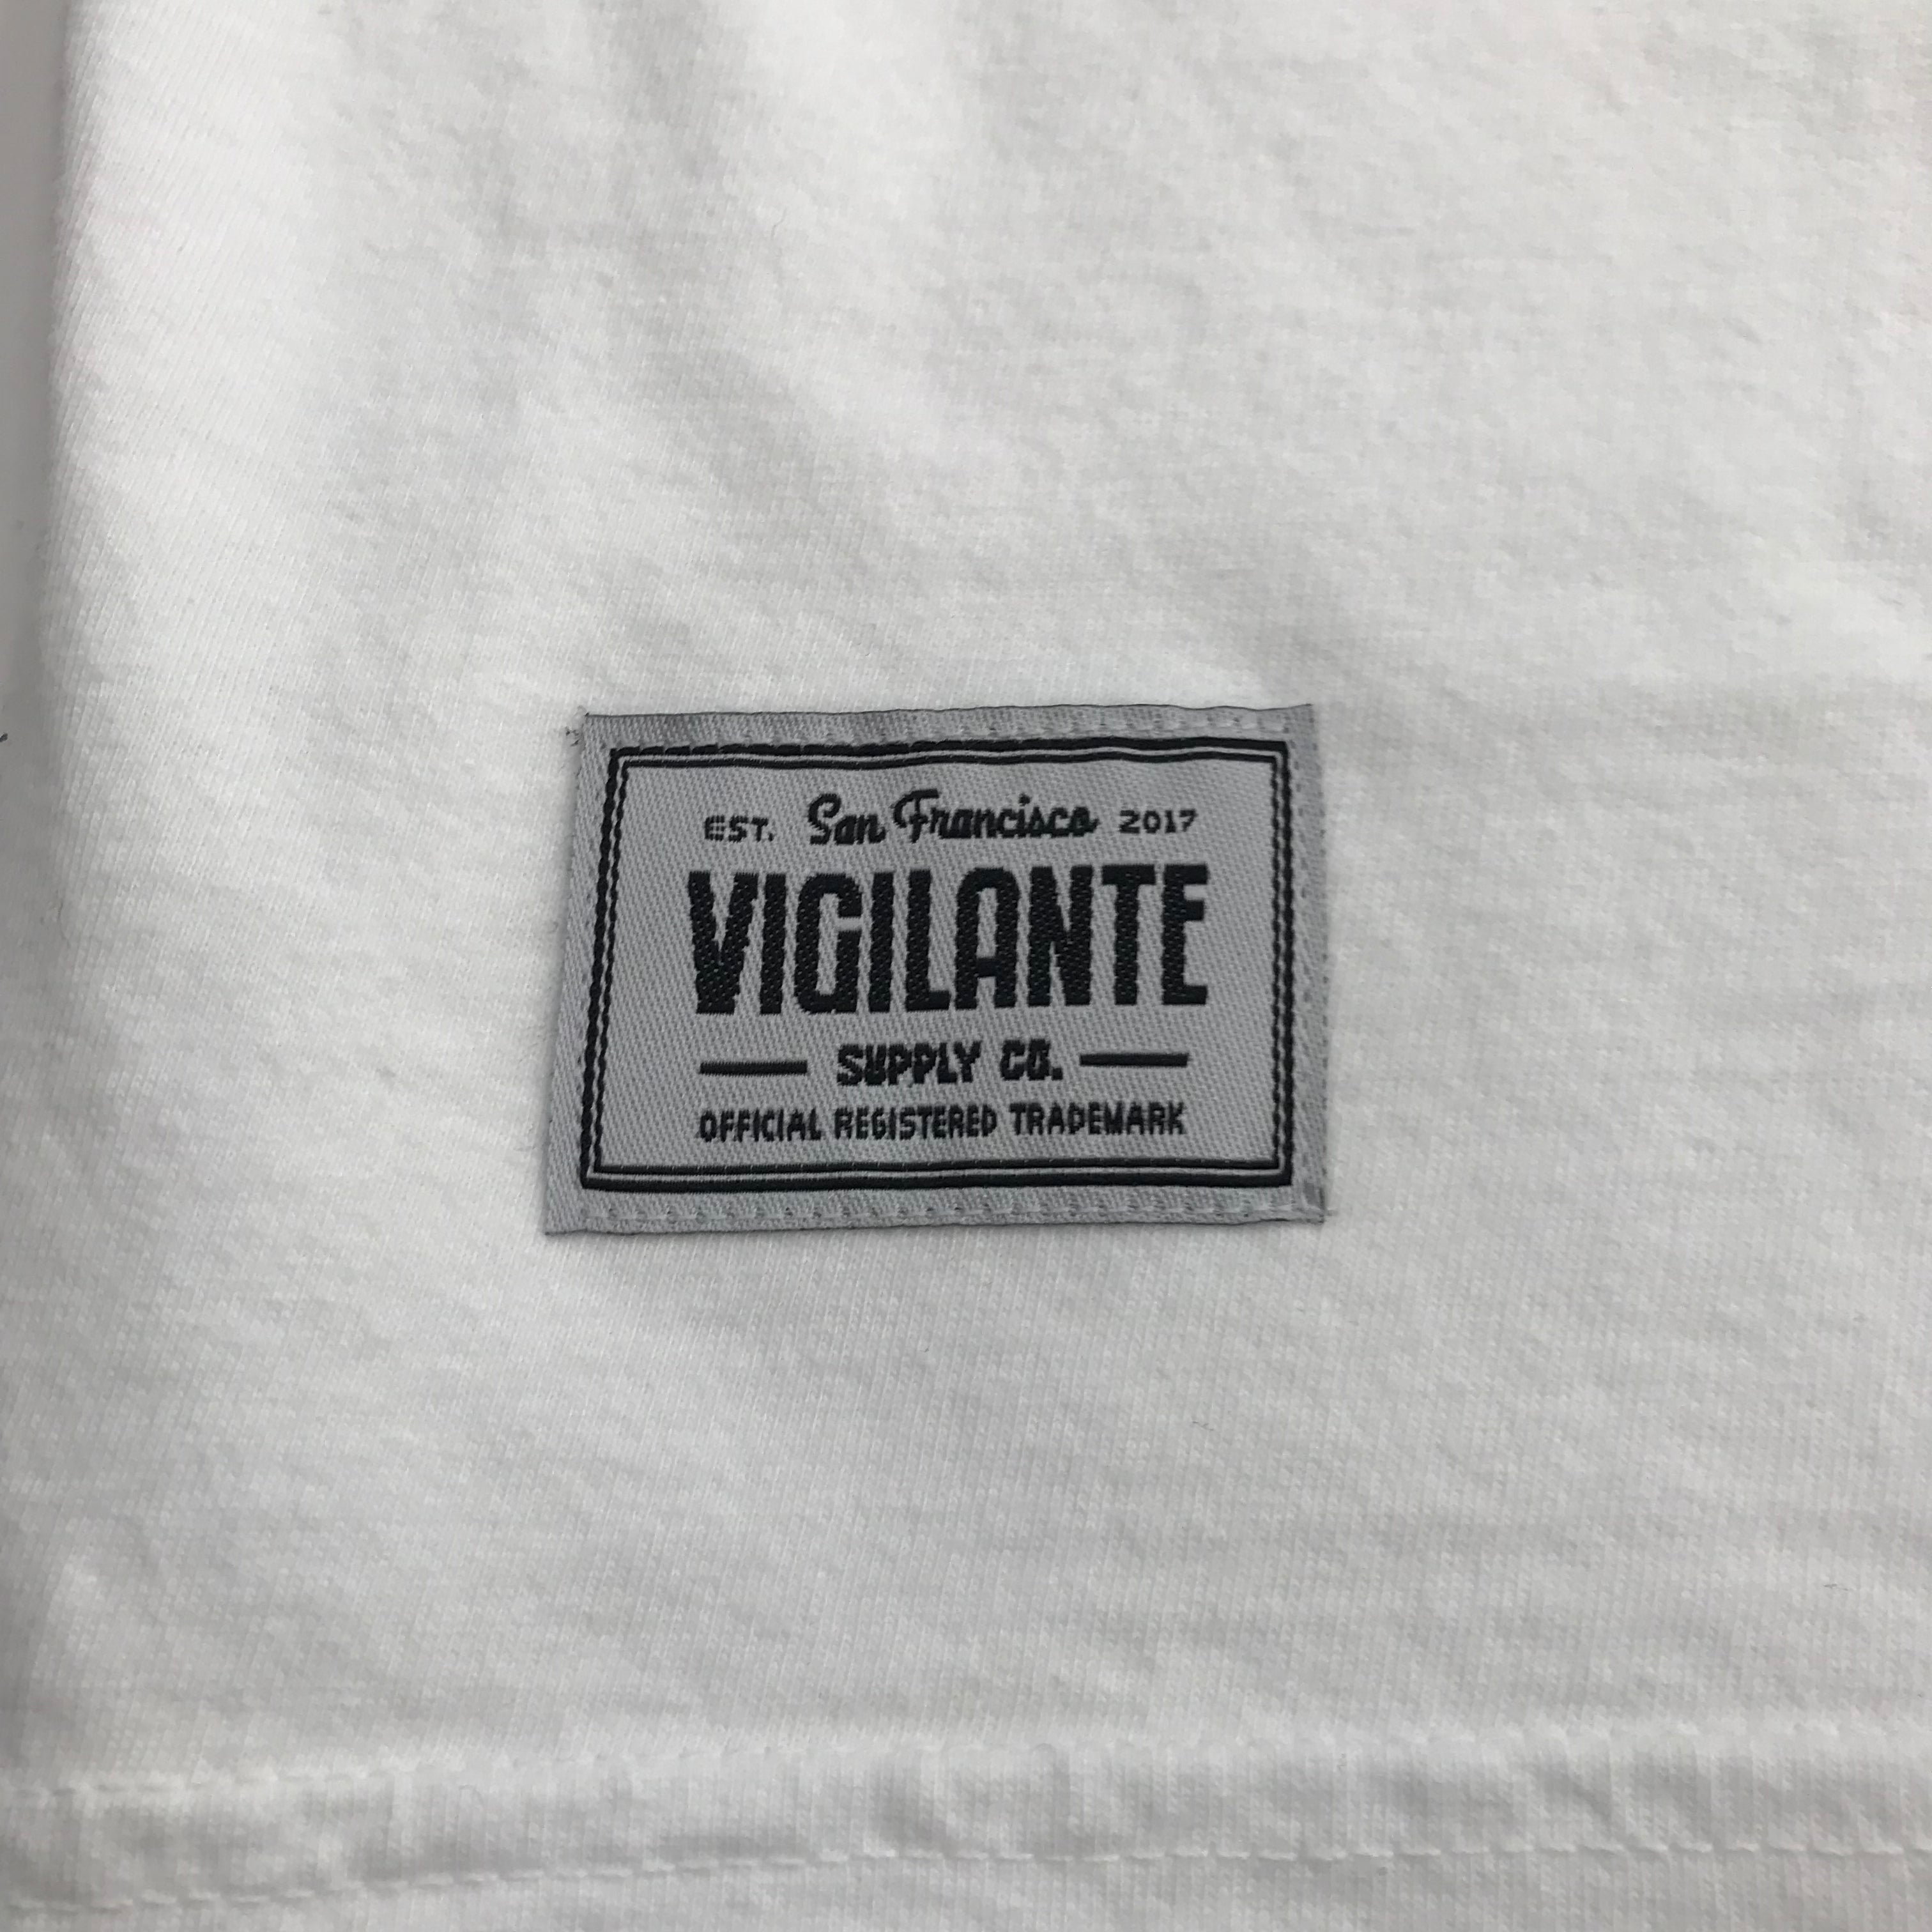 EST. San Francisco 2017
VIGILANTE
SUPPLY CO.
OFFICIAL REGISTERED TRADEMARK